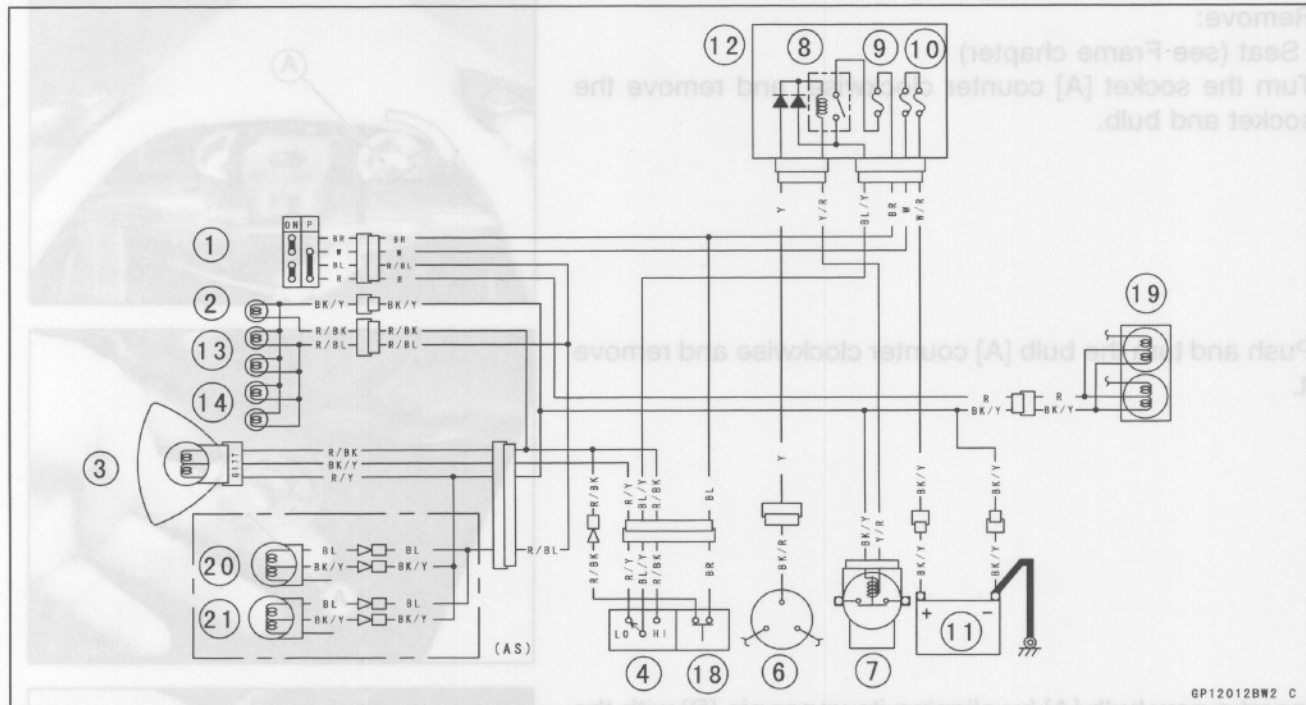 Remove:
Seat (see Frame chapter)
Turn the socket [A] counter clockwise and remove the
socket and bulb.
Push and turn the bulb [A] counter clockwise and remove
A
12
8
9
10
Y
Y/R
BL/Y
BR
W
W/R
1
ON P
BR BR
W W
BL R/BL
R R
2
BK/Y BK/Y
13
R/BK R/BK
R/BL R/BL
14
19
R R
BK/Y BK/Y
3
R/BK
BK/Y
R/Y
R/BL
20
BL BL
BK/Y BK/Y
21
BL BL
BK/Y BK/Y
(AS)
R/BK
R/BK
R/Y
BL/Y
R/BK
BL
R/Y
BL/Y
R/BK
BR
LO HI
4
18
Y
BK/R
6
BK/Y
Y/R
7
BK/Y
BK/Y
BK/Y
BK/Y
+ −
11
GP12012BW2 C